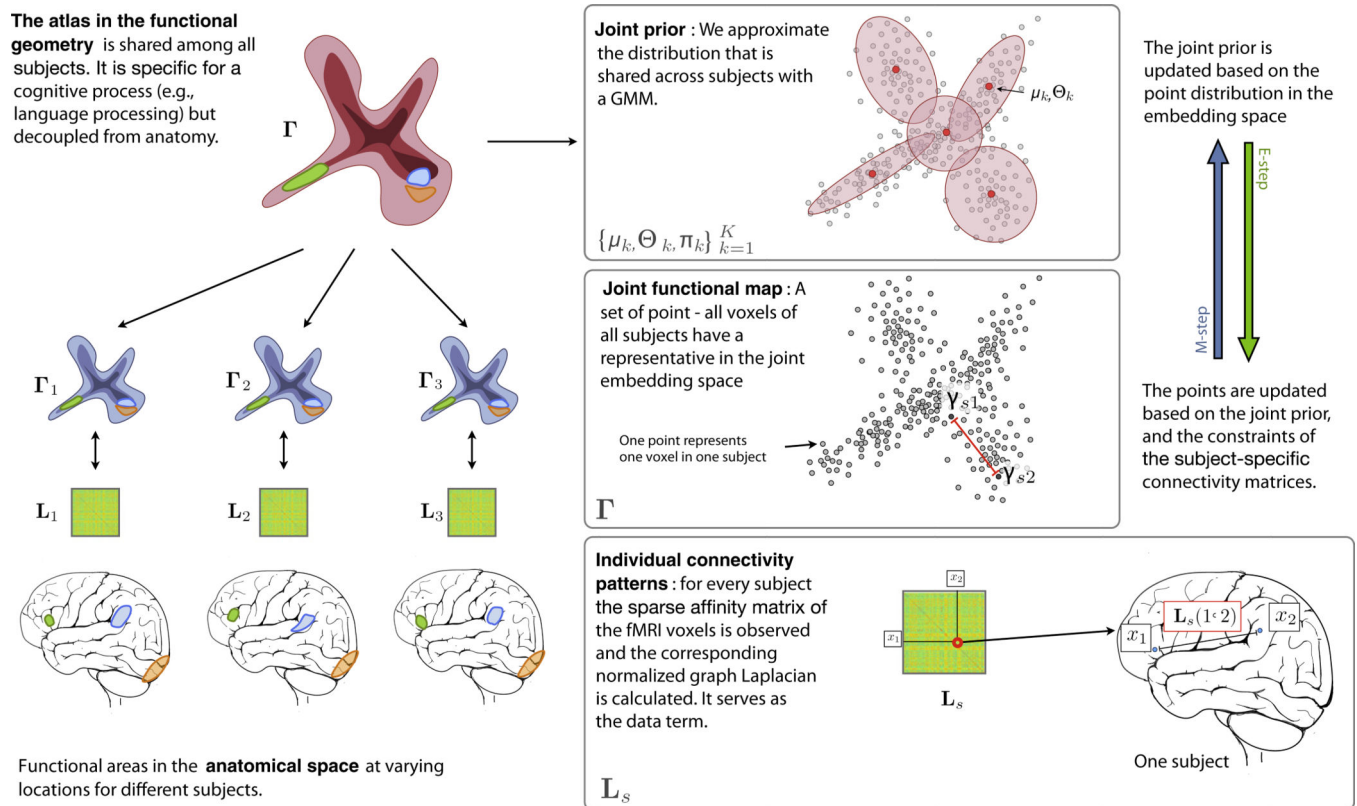 The atlas in the functional
geometry is shared among all
subjects. It is specific for a
cognitive process (e.g.,
language processing) but
decoupled from anatomy.
Γ
Γ₁
Γ₂
Γ₃
L₁
L₂
L₃
Functional areas in the anatomical space at varying
locations for different subjects.
Joint prior : We approximate
the distribution that is
shared across subjects with
a GMM.
μₖ,Θₖ
{μₖ,Θₖ,πₖ} K k=1
Joint functional map : A
set of point - all voxels of
all subjects have a
representative in the joint
embedding space
One point represents
one voxel in one subject
γs1
γs2
Γ
Individual connectivity
patterns : for every subject
the sparse affinity matrix of
the fMRI voxels is observed
and the corresponding
normalized graph Laplacian
is calculated. It serves as
the data term.
Lₛ
x₂
x₁
Lₛ
Lₛ(1‹2)
x₁
x₂
One subject
The joint prior is
updated based on the
point distribution in the
embedding space
E-step
M-step
The points are updated
based on the joint prior,
and the constraints of
the subject-specific
connectivity matrices.